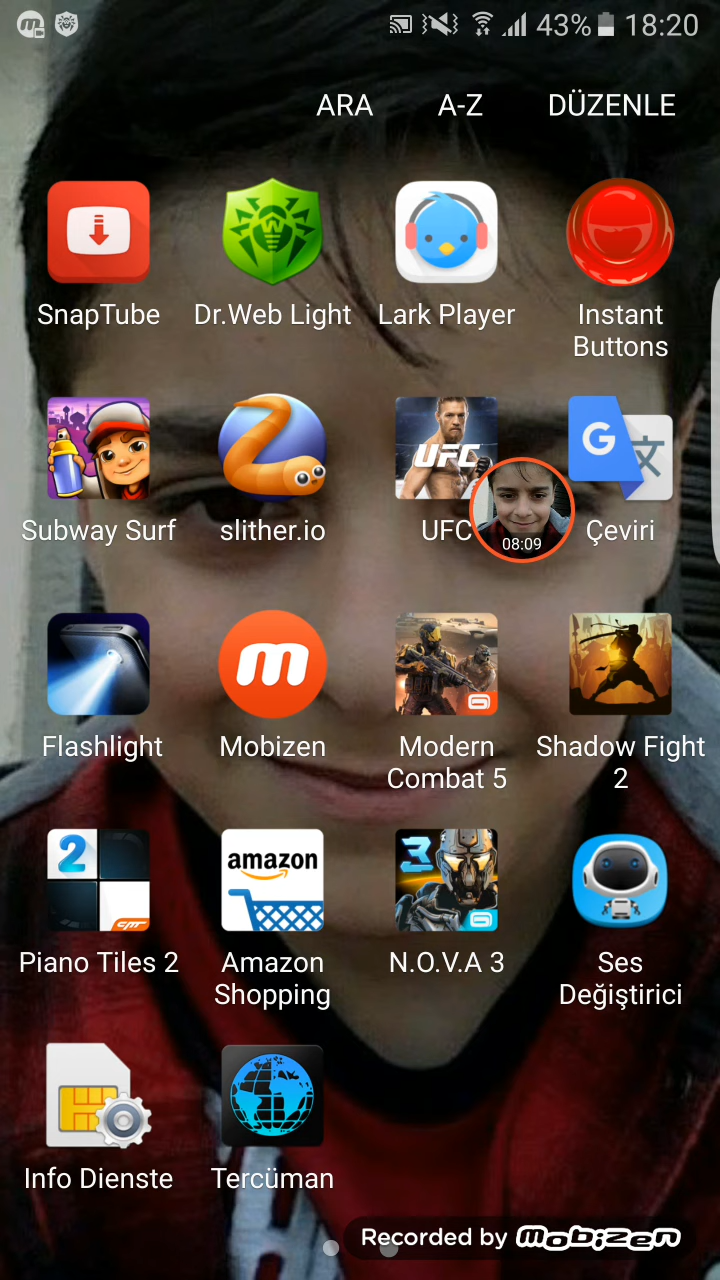 43% 18:20
ARA A-Z DÜZENLE
SnapTube Dr.Web Light Lark Player Instant
Buttons
UFC
G
08:09
Subway Surf slither.io UFC Çeviri
m
Flashlight Mobizen Modern Shadow Fight
Combat 5 2
2
amazon
3
Piano Tiles 2 Amazon N.O.V.A 3 Ses
Shopping Değiştirici
Info Dienste Tercüman
Recorded by mobizen